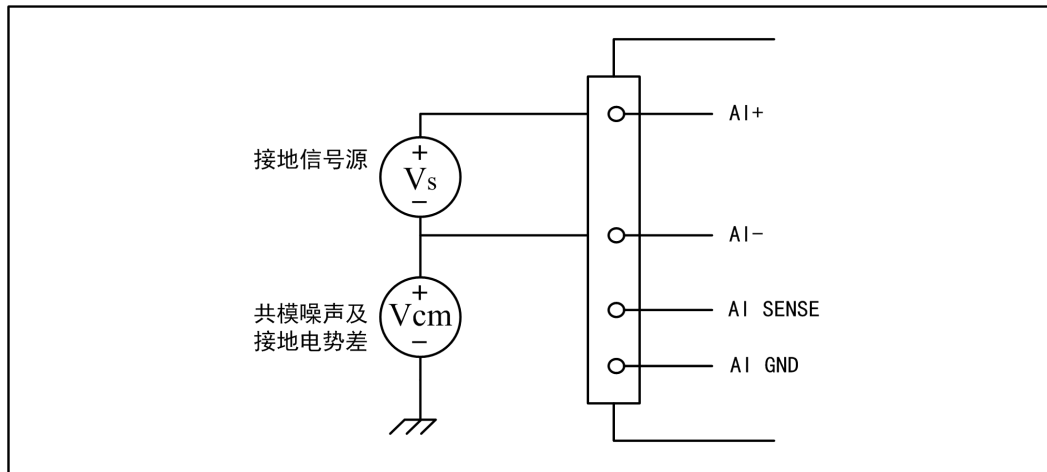 AI+
接地信号源
+
Vs
−
AI−
+
共模噪声及
接地电势差
Vcm
−
AI SENSE
AI GND